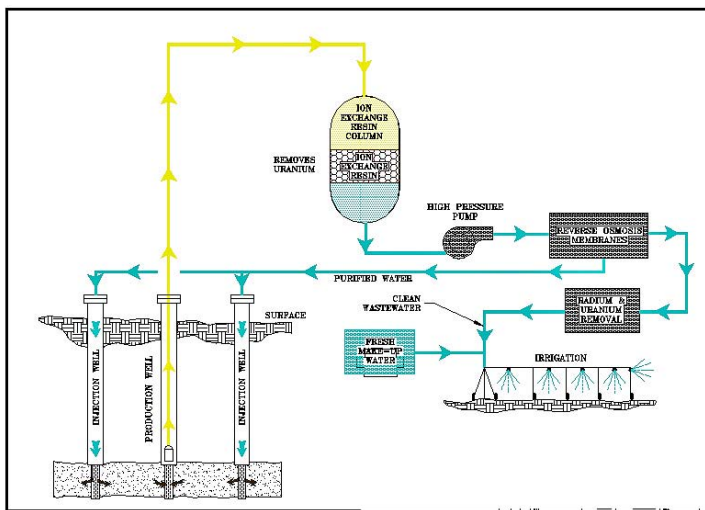 ION
EXCHANGE
RESIN
COLUMN
REMOVES
URANIUM
ION
EXCHANGE
RESIN
HIGH PRESSURE
PUMP
REVERSE OSMOSIS
MEMBRANES
PURIFIED WATER
SURFACE
CLEAN
WASTEWATER
RADIUM &
URANIUM
REMOVAL
FRESH
MAKE-UP
WATER
IRRIGATION
INJECTION WELL
PRODUCTION WELL
INJECTION WELL